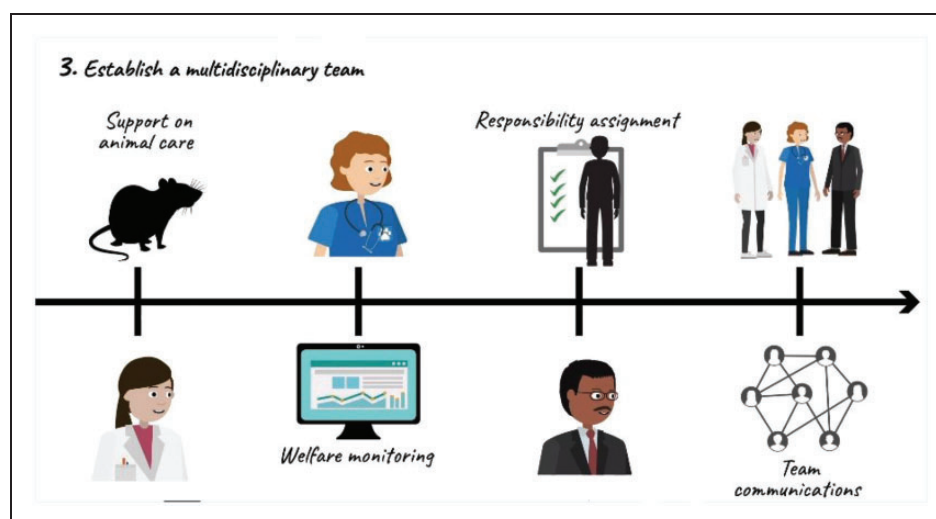 3. Establish a multidisciplinary team
Support on
animal care
Responsibility assignment
Welfare monitoring
Team
communications